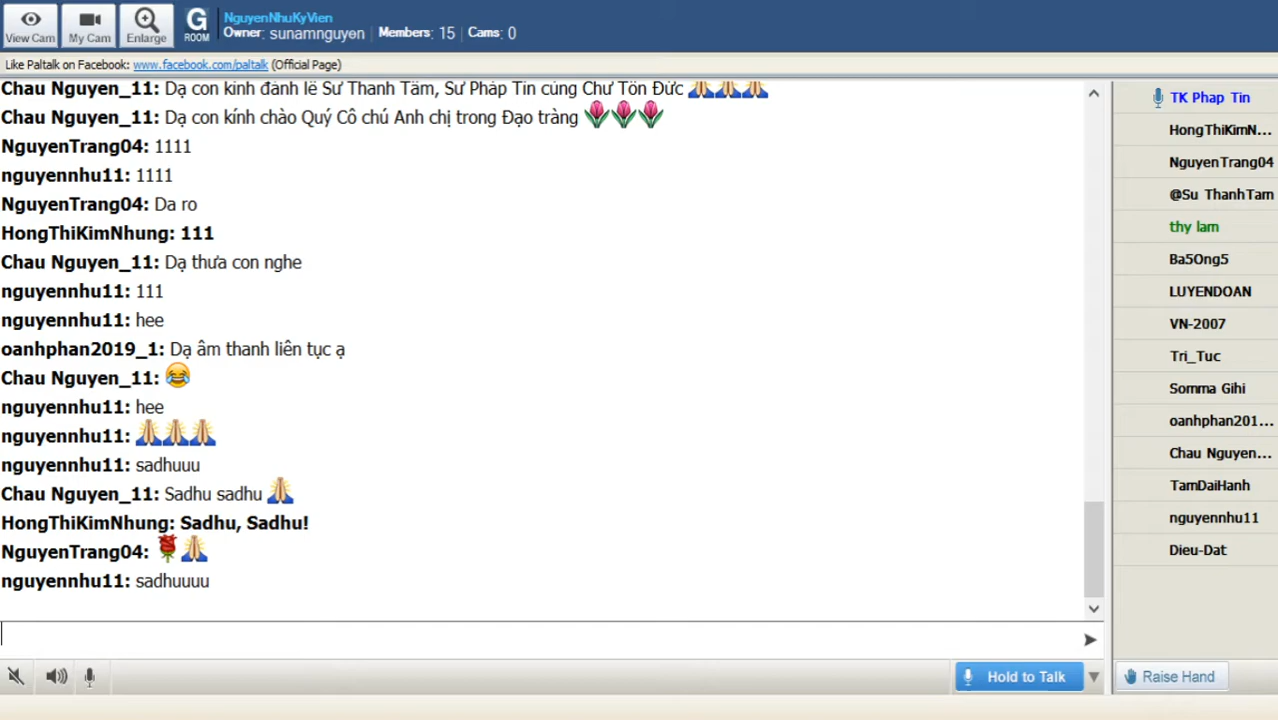 View Cam
My Cam
Enlarge
G
ROOM
NguyenNhuKyVien
Owner: sunamnguyen | Members: 15 | Cams: 0
Like Paltalk on Facebook: www.facebook.com/paltalk (Official Page)
Chau Nguyen_11: Dạ con kính đảnh lễ Sư Thanh Tâm, Sư Pháp Tin cùng Chư Tôn Đức 🙏🙏🙏
Chau Nguyen_11: Dạ con kính chào Quý Cô chú Anh chị trong Đạo tràng 🌷🌷🌷
NguyenTrang04: 1111
nguyennhu11: 1111
NguyenTrang04: Da ro
HongThiKimNhung: 111
Chau Nguyen_11: Dạ thưa con nghe
nguyennhu11: 111
nguyennhu11: hee
oanhphan2019_1: Dạ âm thanh liên tục ạ
Chau Nguyen_11: 😂
nguyennhu11: hee
nguyennhu11: 🙏🙏🙏
nguyennhu11: sadhuuu
Chau Nguyen_11: Sadhu sadhu 🙏
HongThiKimNhung: Sadhu, Sadhu!
NguyenTrang04: 🌹🙏
nguyennhu11: sadhuuuu
TK Phap Tin
HongThiKimN...
NguyenTrang04
@Su ThanhTam
thy lam
Ba5Ong5
LUYENDOAN
VN-2007
Tri_Tuc
Somma Gihi
oanhphan201...
Chau Nguyen...
TamDaiHanh
nguyennhu11
Dieu-Dat
Hold to Talk
Raise Hand